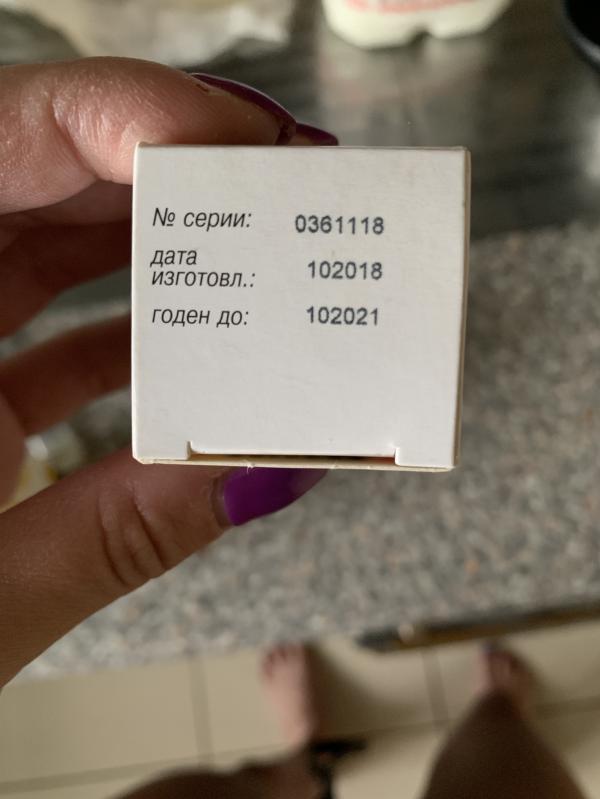 № серии: 0361118
дата
изготовл.: 102018
годен до: 102021